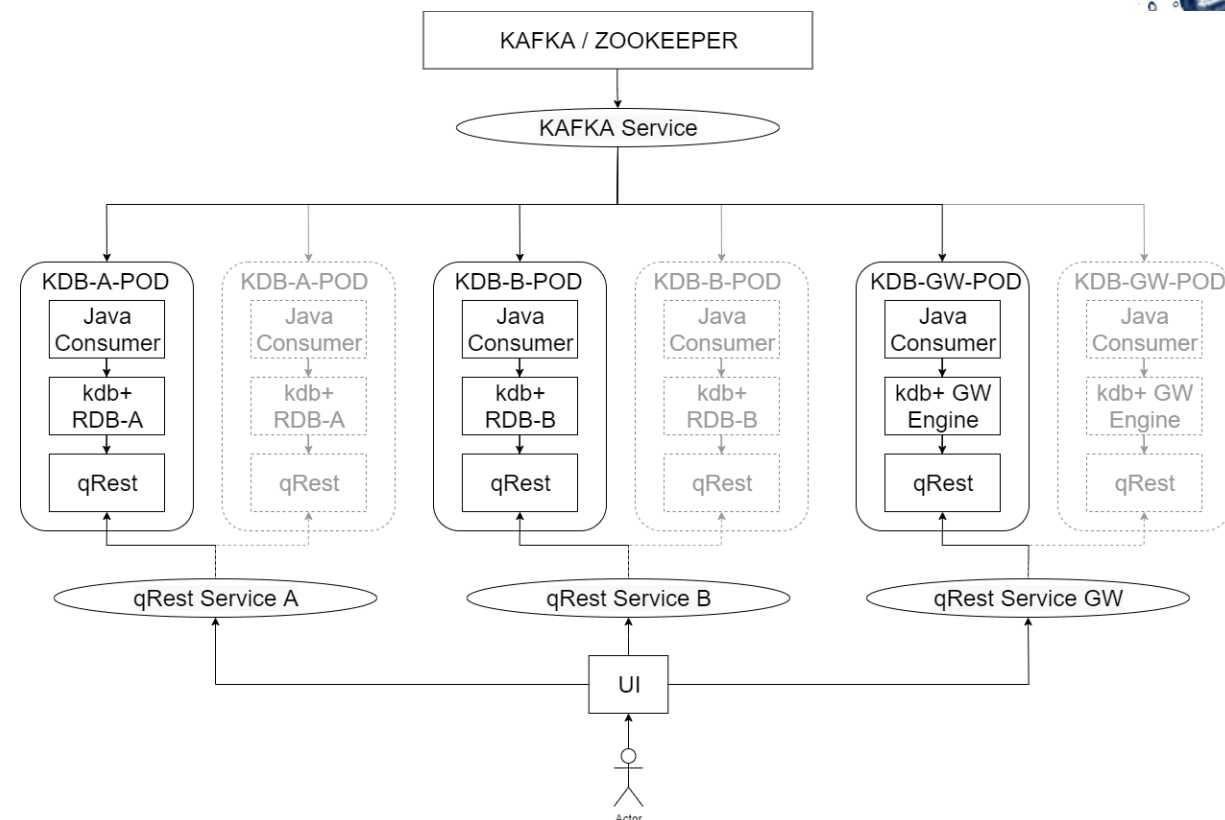 KAFKA / ZOOKEEPER
KAFKA Service
KDB-A-POD
Java
Consumer
kdb+
RDB-A
qRest
KDB-A-POD
Java
Consumer
kdb+
RDB-A
qRest
KDB-B-POD
Java
Consumer
kdb+
RDB-B
qRest
KDB-B-POD
Java
Consumer
kdb+
RDB-B
qRest
KDB-GW-POD
Java
Consumer
kdb+ GW
Engine
qRest
KDB-GW-POD
Java
Consumer
kdb+ GW
Engine
qRest
qRest Service A
qRest Service B
qRest Service GW
UI
Actor